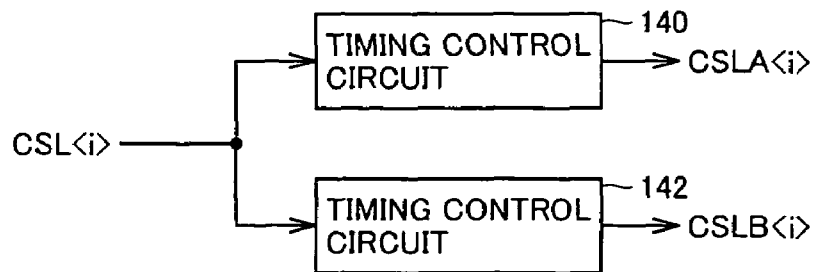 140
TIMING CONTROL
CIRCUIT
CSLA<i>
CSL<i>
142
TIMING CONTROL
CIRCUIT
CSLB<i>